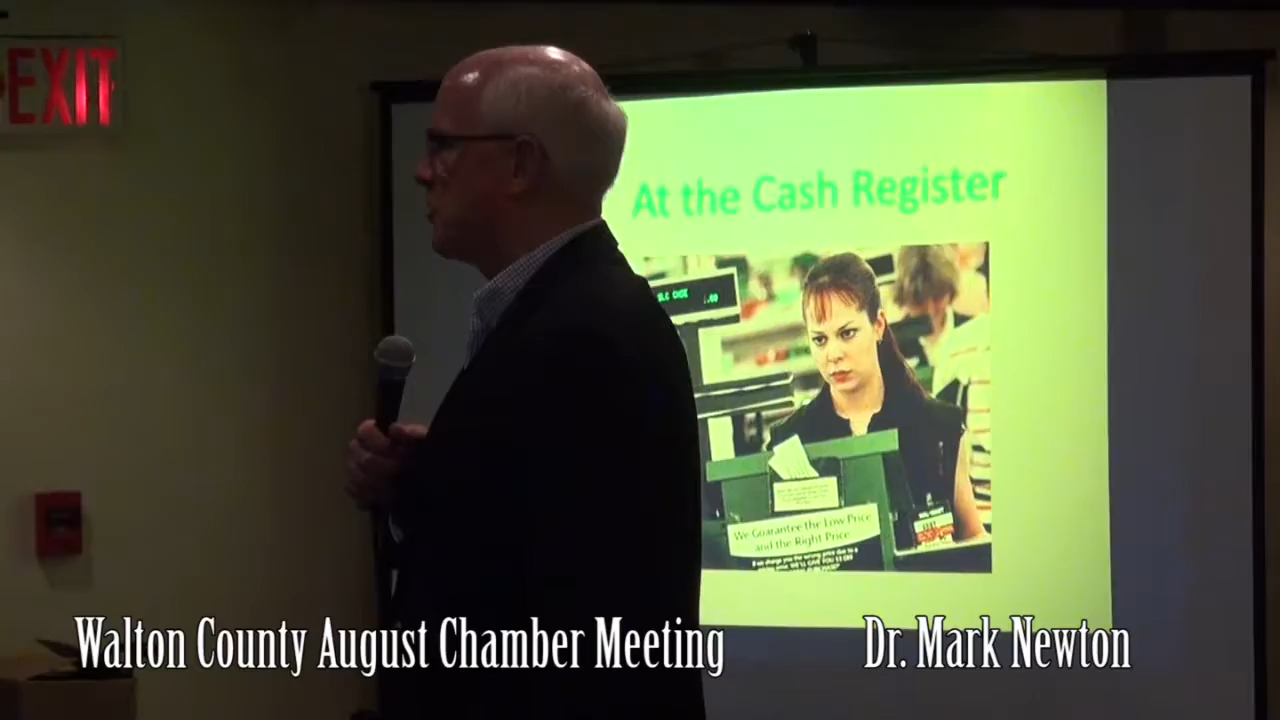 EXIT
At the Cash Register
We Guarantee the Low Price
and the Right Price
Walton County August Chamber Meeting
Dr. Mark Newton